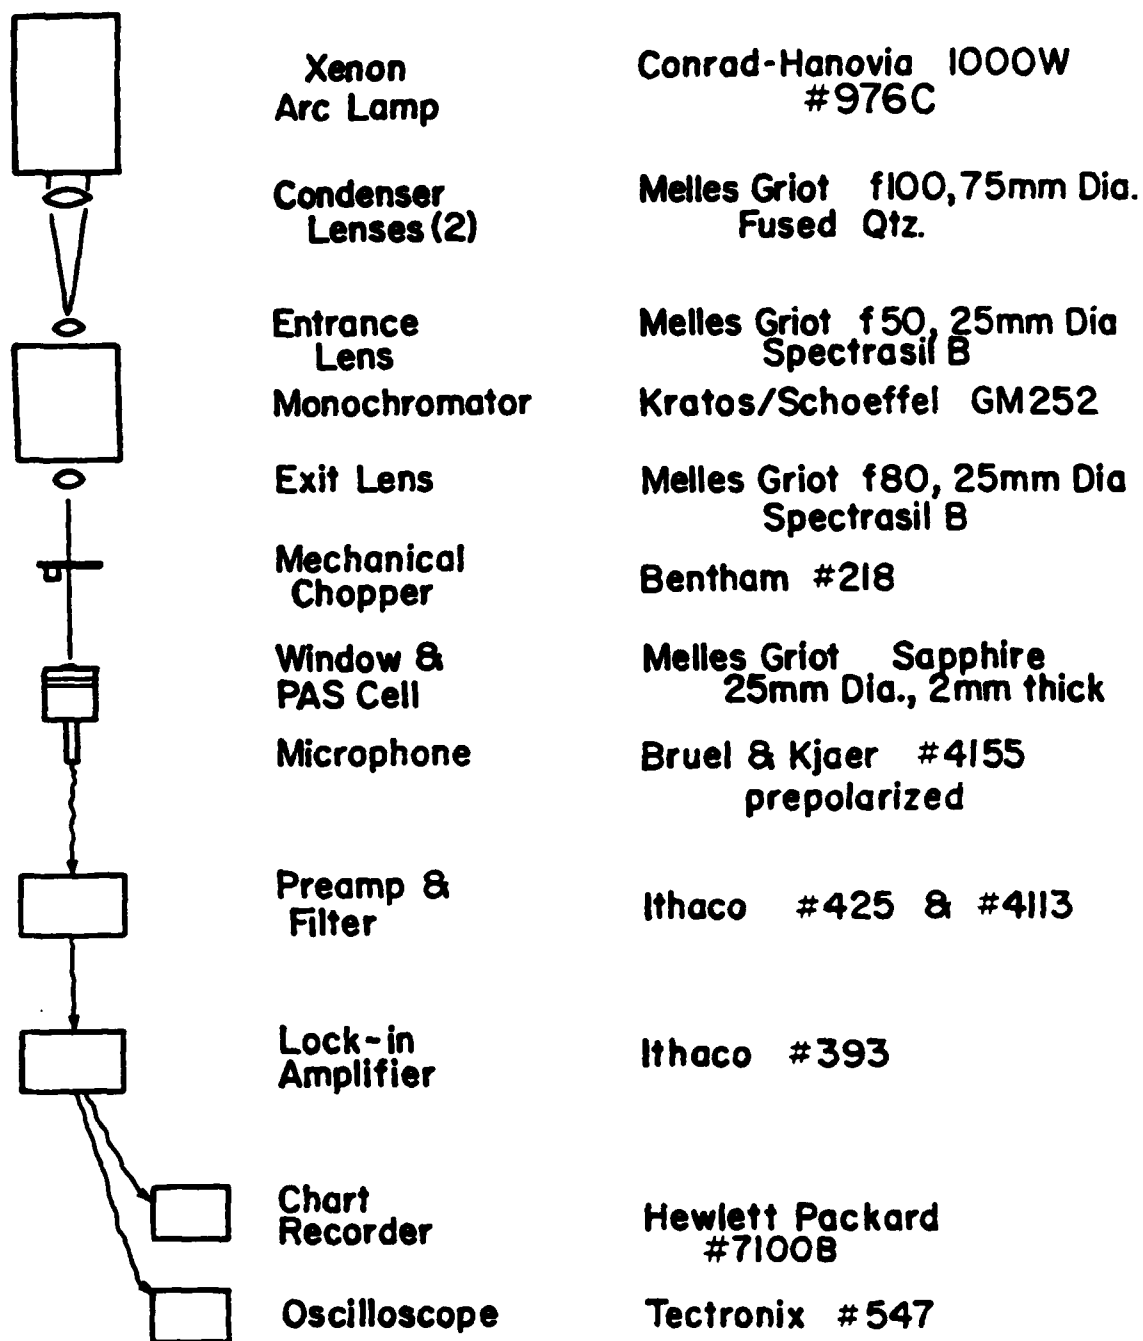 Xenon
Arc Lamp
Conrad-Hanovia 1000W
#976C
Condenser
Lenses (2)
Melles Griot f100, 75mm Dia.
Fused Qtz.
Entrance
Lens
Melles Griot f50, 25mm Dia
Spectrasil B
Monochromator
Kratos/Schoeffel GM252
Exit Lens
Melles Griot f80, 25mm Dia
Spectrasil B
Mechanical
Chopper
Bentham #218
Window &
PAS Cell
Melles Griot Sapphire
25mm Dia., 2mm thick
Microphone
Bruel & Kjaer #4155
prepolarized
Preamp &
Filter
Ithaco #425 & #4113
Lock-in
Amplifier
Ithaco #393
Chart
Recorder
Hewlett Packard
#7100B
Oscilloscope
Tectronix #547